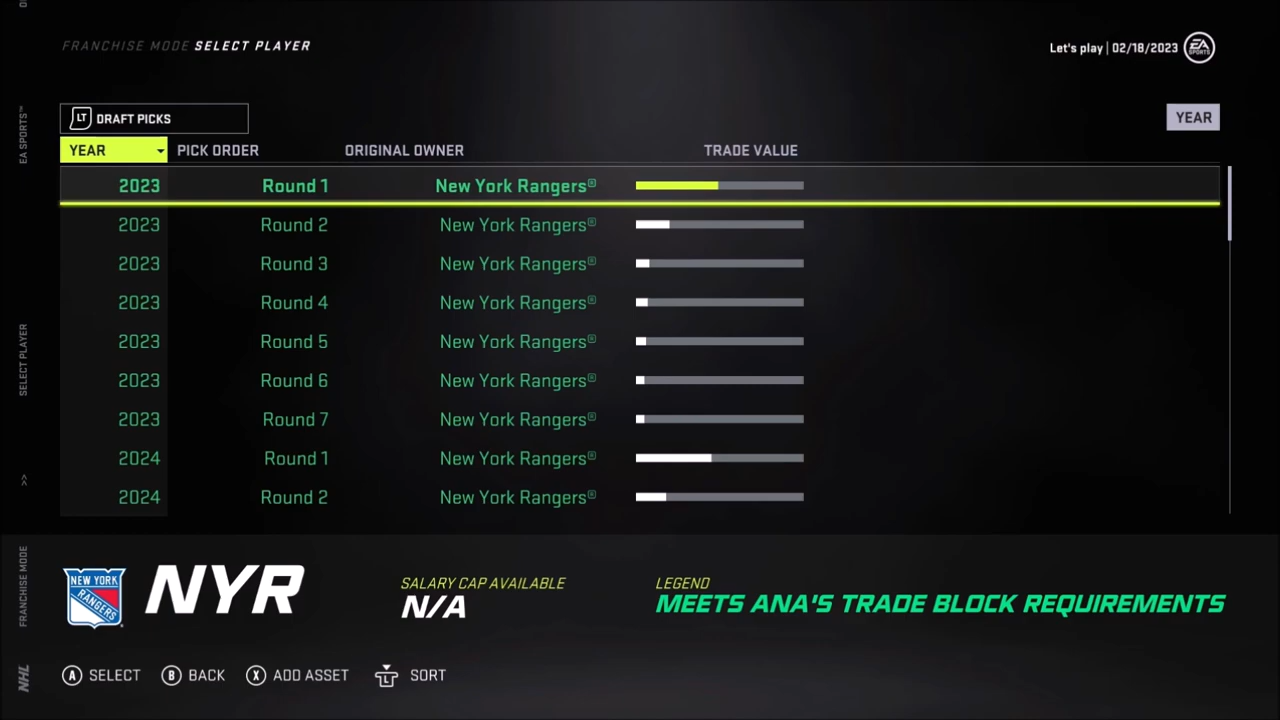 FRANCHISE MODE SELECT PLAYER
Let's play | 02/18/2023
EA SPORTS
LT DRAFT PICKS
YEAR
YEAR PICK ORDER ORIGINAL OWNER TRADE VALUE
2023 Round 1 New York Rangers®
2023 Round 2 New York Rangers®
2023 Round 3 New York Rangers®
2023 Round 4 New York Rangers®
2023 Round 5 New York Rangers®
2023 Round 6 New York Rangers®
2023 Round 7 New York Rangers®
2024 Round 1 New York Rangers®
2024 Round 2 New York Rangers®
EA SPORTS™
SELECT PLAYER
>>
FRANCHISE MODE
NHL
NEW YORK
RANGERS
NYR
SALARY CAP AVAILABLE
N/A
LEGEND
MEETS ANA'S TRADE BLOCK REQUIREMENTS
A SELECT B BACK X ADD ASSET L SORT